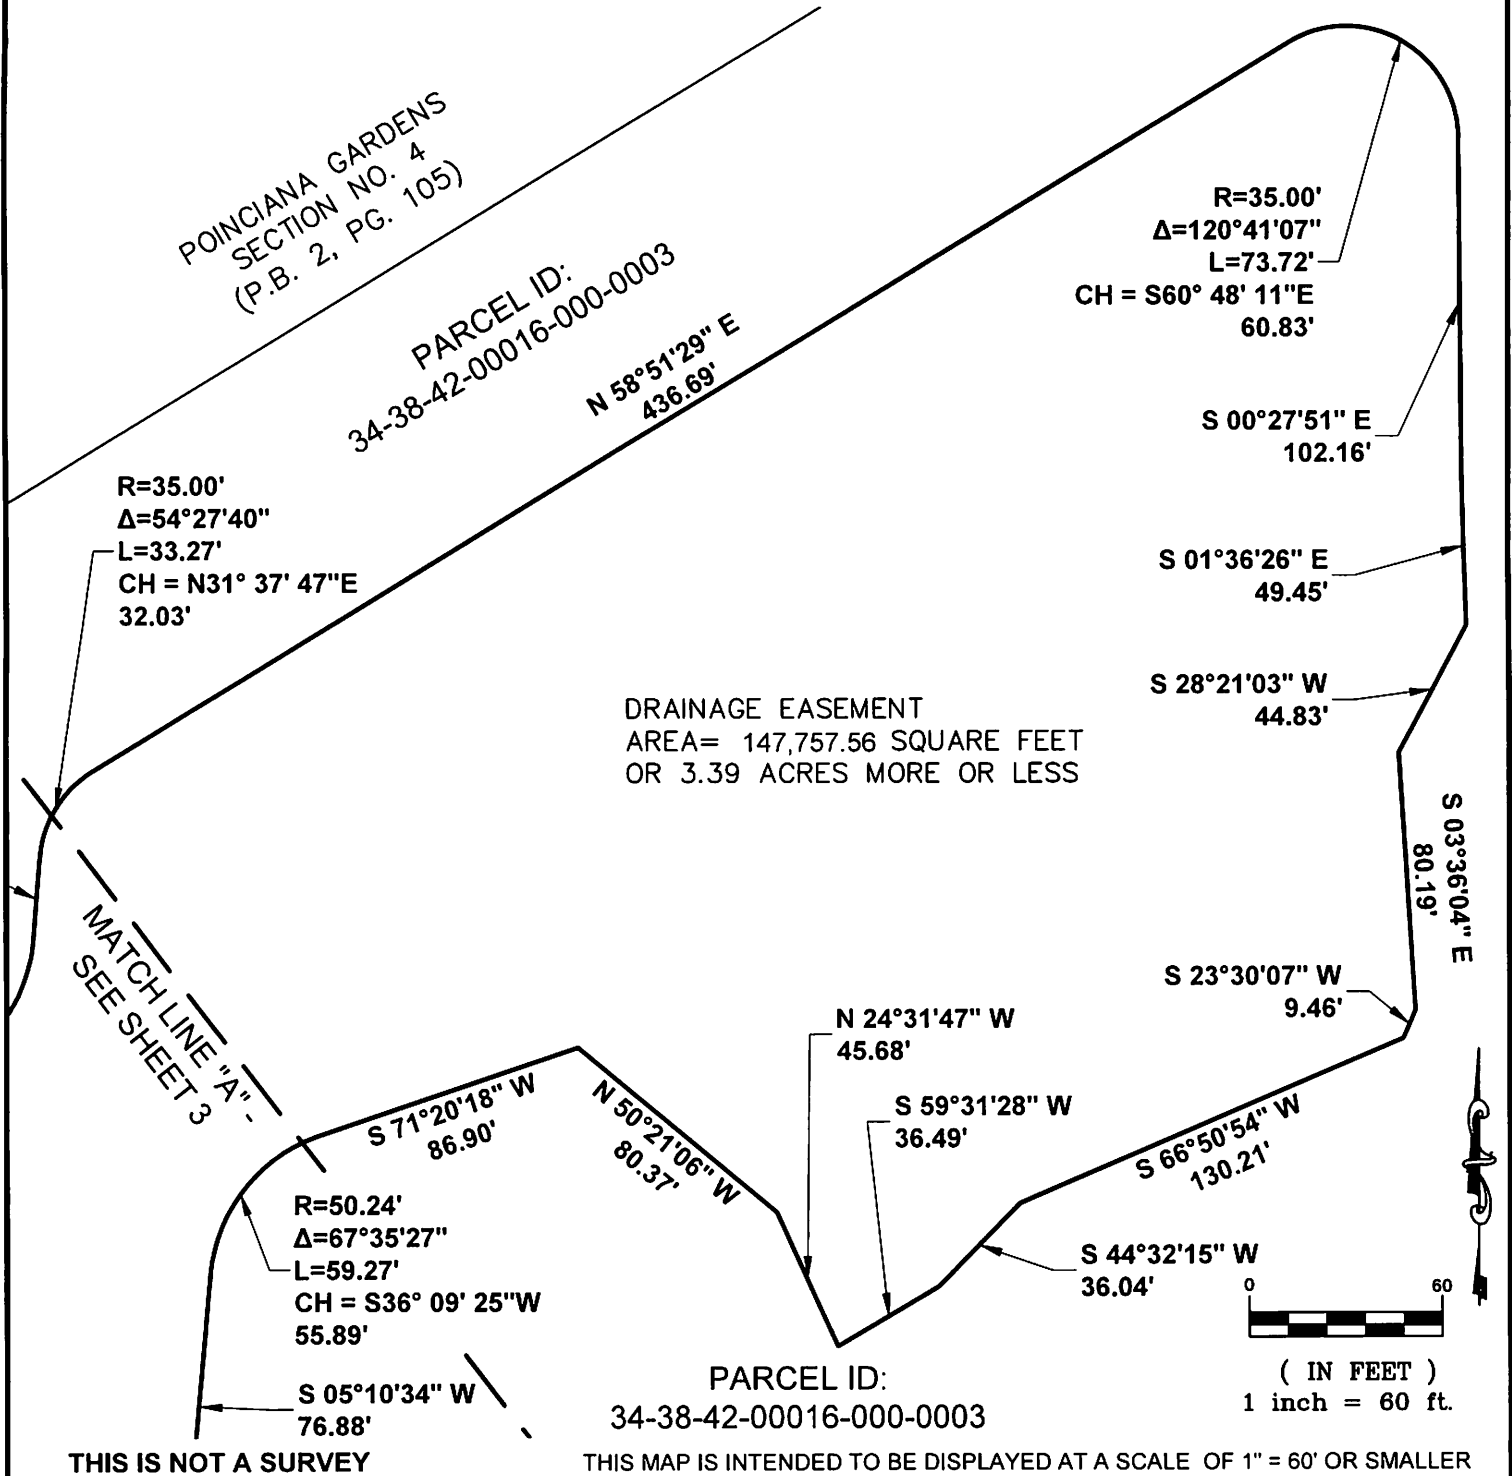 POINCIANA GARDENS
SECTION NO. 4
(P.B. 2, PG. 105)
PARCEL ID:
34-38-42-00016-000-0003
N 58°51'29" E
436.69'
R=35.00'
Δ=120°41'07"
L=73.72'
CH = S60° 48' 11"E
60.83'
S 00°27'51" E
102.16'
R=35.00'
Δ=54°27'40"
L=33.27'
CH = N31° 37' 47"E
32.03'
S 01°36'26" E
49.45'
S 28°21'03" W
44.83'
DRAINAGE EASEMENT
AREA= 147,757.56 SQUARE FEET
OR 3.39 ACRES MORE OR LESS
S 03°36'04" E
80.19'
MATCH LINE "A" -
SEE SHEET 3
S 23°30'07" W
9.46'
N 24°31'47" W
45.68'
S 59°31'28" W
36.49'
S 71°20'18" W
86.90'
N 50°21'06" W
80.37'
S 66°50'54" W
130.21'
R=50.24'
Δ=67°35'27"
L=59.27'
CH = S36° 09' 25"W
55.89'
S 44°32'15" W
36.04'
0 60
( IN FEET )
1 inch = 60 ft.
S 05°10'34" W
76.88'
PARCEL ID:
34-38-42-00016-000-0003
THIS IS NOT A SURVEY
THIS MAP IS INTENDED TO BE DISPLAYED AT A SCALE OF 1" = 60' OR SMALLER